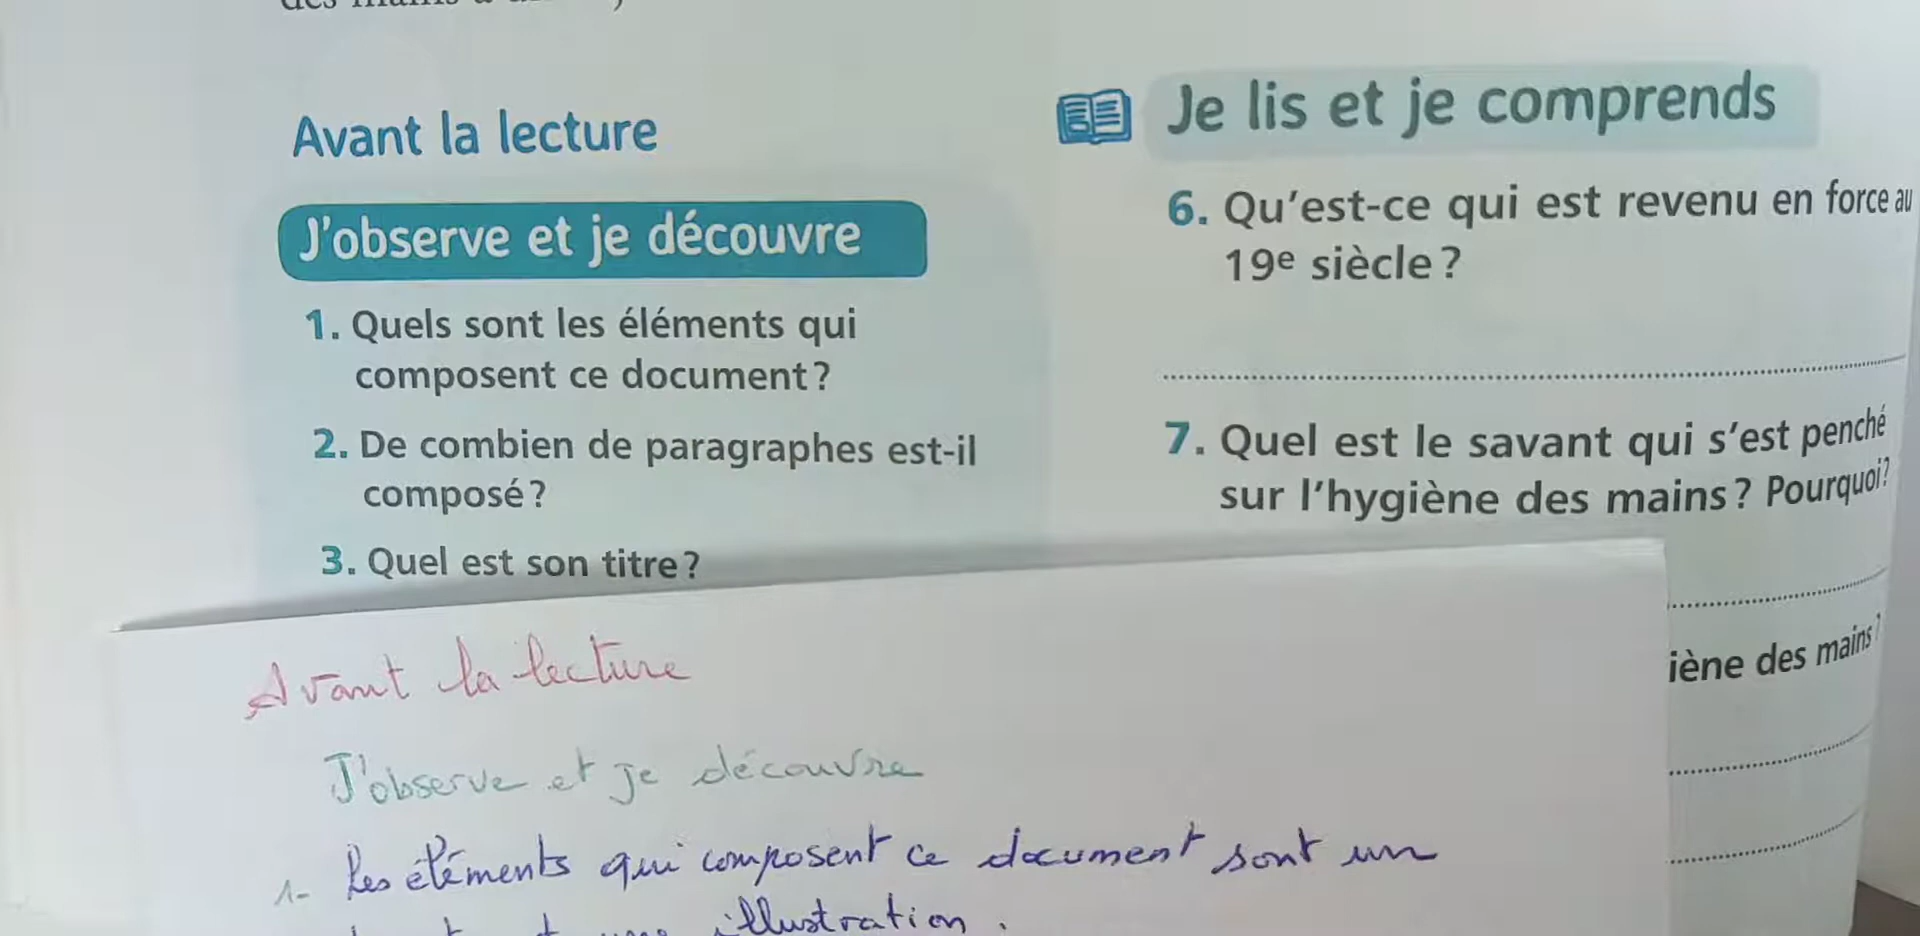 Avant la lecture
J'observe et je découvre
1. Quels sont les éléments qui
composent ce document ?
2. De combien de paragraphes est-il
composé ?
3. Quel est son titre ?
Je lis et je comprends
6. Qu'est-ce qui est revenu en force au
19e siècle ?
7. Quel est le savant qui s'est penché
sur l'hygiène des mains ? Pourquoi ?
iène des mains ?
Avant la lecture
J'observe et je découvre
1- Les éléments qui composent ce document sont un
illustration.